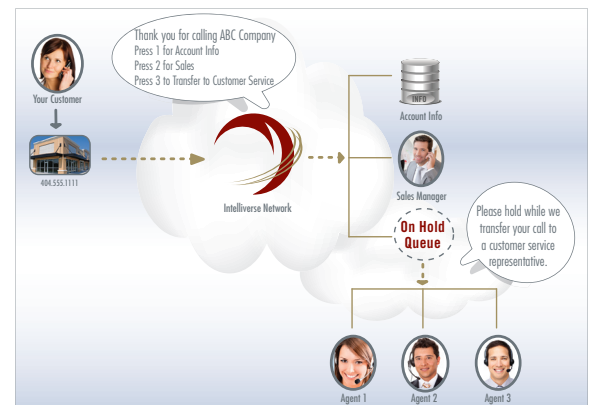 Thank you for calling ABC Company
Press 1 for Account Info
Press 2 for Sales
Press 3 to Transfer to Customer Service
Your Customer
404.555.1111
Intelliverse Network
INFO
Account Info
Sales Manager
On Hold
Queue
Please hold while we
transfer your call to
a customer service
representative.
Agent 1
Agent 2
Agent 3